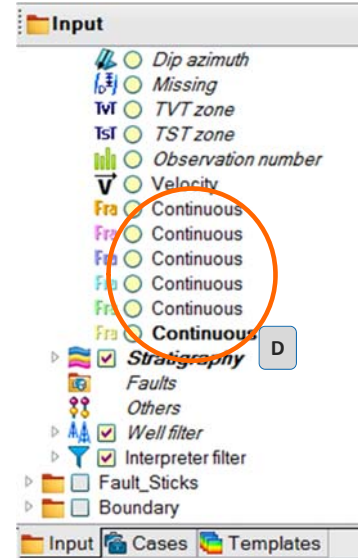 Input
Dip azimuth
Missing
TVT TVT zone
TST TST zone
Observation number
V Velocity
Fra Continuous
Fra Continuous
Fra Continuous
Fra Continuous
Fra Continuous
Fra Continuous
D
Stratigraphy
Faults
Others
Well filter
Interpreter filter
Fault_Sticks
Boundary
Input Cases Templates